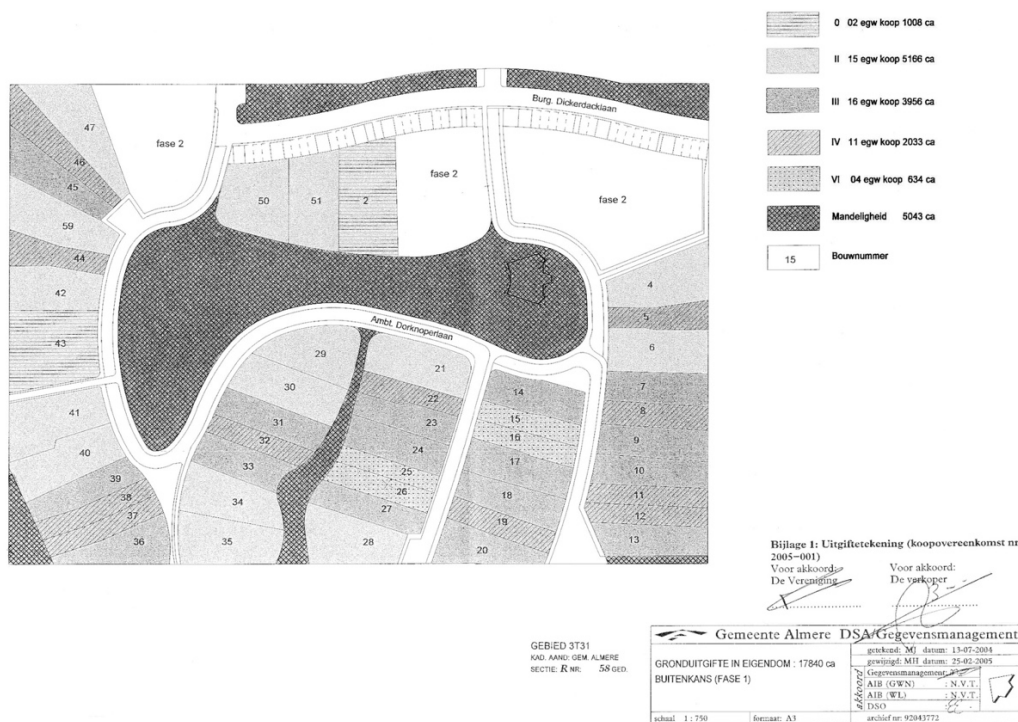 0 02 egw koop 1008 ca
II 15 egw koop 5166 ca
III 16 egw koop 3956 ca
IV 11 egw koop 2033 ca
VI 04 egw koop 634 ca
Mandeligheid 5043 ca
15 Bouwnummer
Burg. Dickerdacklaan
47
fase 2
46
45
59
44
42
43
50
51
2
fase 2
fase 2
4
5
6
Ambt. Dorknoperlaan
29
30
31
32
33
34
35
21
22
23
24
25
26
27
28
14
15
16
17
18
19
20
7
8
9
10
11
12
13
41
40
39
38
37
36
Bijlage 1: Uitgiftetekening (koopovereenkomst nr
2005-001)
Voor akkoord: Voor akkoord:
De Vereniging De verkoper
GEBIED 3T31
KAD. AAND: GEM. ALMERE
SECTIE: R NR: 58 GED.
Gemeente Almere DSA/Gegevensmanagement
GRONDUITGIFTE IN EIGENDOM : 17840 ca
BUITENKANS (FASE 1)
getekend: MJ datum: 13-07-2004
gewijzigd: MH datum: 25-02-2005
akkoord
Gegevensmanagement:
AIB (GWN) : N.V.T.
AIB (WL) : N.V.T.
DSO
schaal 1 : 750 formaat: A3 archief nr: 92043772